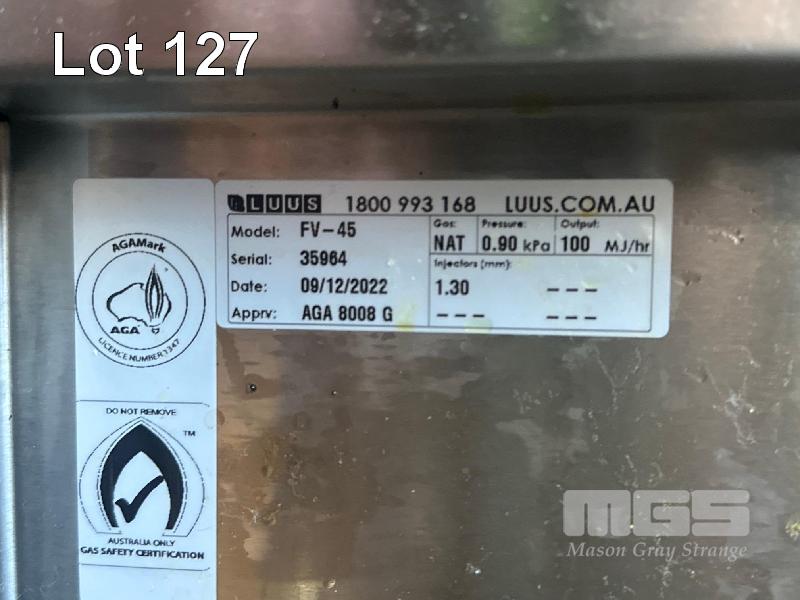 Lot 127
LUUS 1800 993 168 LUUS.COM.AU
Model: FV-45
Serial: 35964
Date: 09/12/2022
Apprv: AGA 8008 G
Gas: Pressure: Output:
NAT 0.90 kPa 100 MJ/hr
Injectors (mm):
1.30 ---
--- ---
AGAMark
AGA
LICENCE NUMBER 1347
DO NOT REMOVE
TM
AUSTRALIA ONLY
GAS SAFETY CERTIFICATION
MGS
Mason Gray Strange